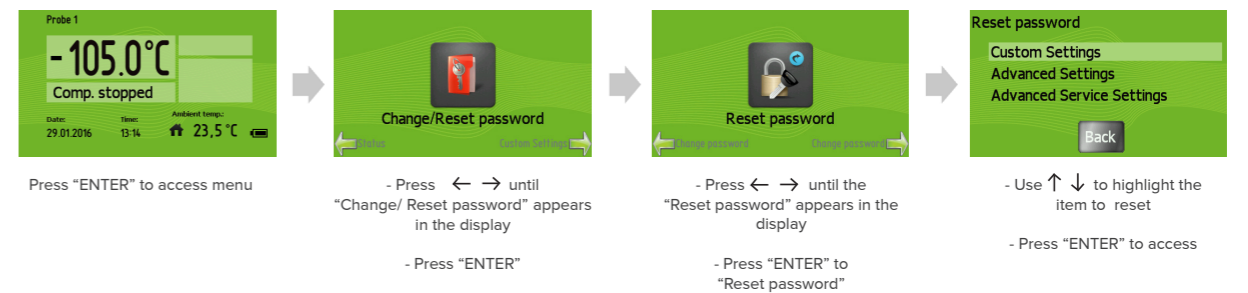 Probe 1
-105.0°C
Comp. stopped
Date:
Time:
Ambient temp.:
29.01.2016
13:14
23,5°C
Press “ENTER” to access menu
Change/Reset password
Status
Custom Settings
- Press ← → until
“Change/ Reset password” appears
in the display
- Press “ENTER”
Reset password
Change password
Change password
- Press ← → until the
“Reset password” appears in the
display
- Press “ENTER” to
“Reset password”
Reset password
Custom Settings
Advanced Settings
Advanced Service Settings
Back
- Use ↑ ↓ to highlight the
item to reset
- Press “ENTER” to access